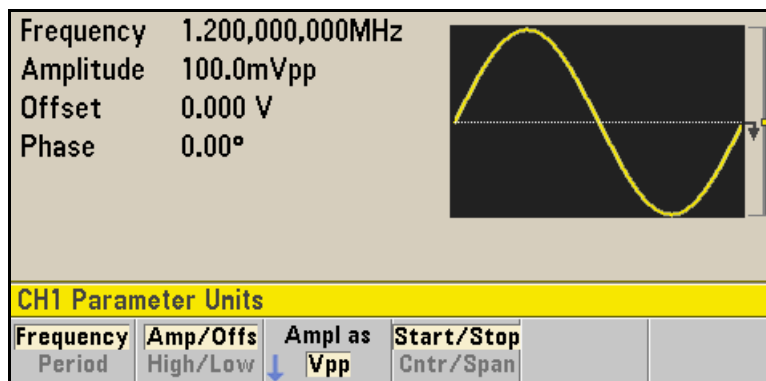 Frequency 1.200,000,000MHz
Amplitude 100.0mVpp
Offset 0.000 V
Phase 0.00°
CH1 Parameter Units
Frequency Amp/Offs Ampl as Start/Stop
Period High/Low Vpp Cntr/Span